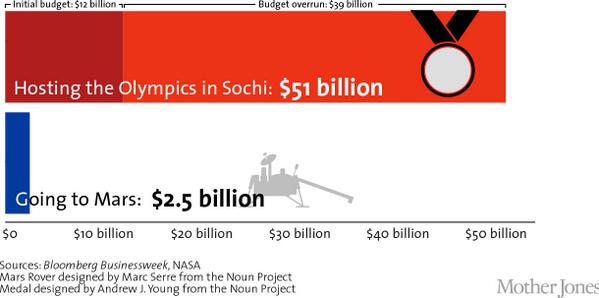 Initial budget: $12 billion
Budget overrun: $39 billion
Hosting the Olympics in Sochi: $51 billion
Going to Mars: $2.5 billion
$0
$10 billion
$20 billion
$30 billion
$40 billion
$50 billion
Sources: Bloomberg Businessweek, NASA
Mars Rover designed by Marc Serre from the Noun Project
Medal designed by Andrew J. Young from the Noun Project
Mother Jones